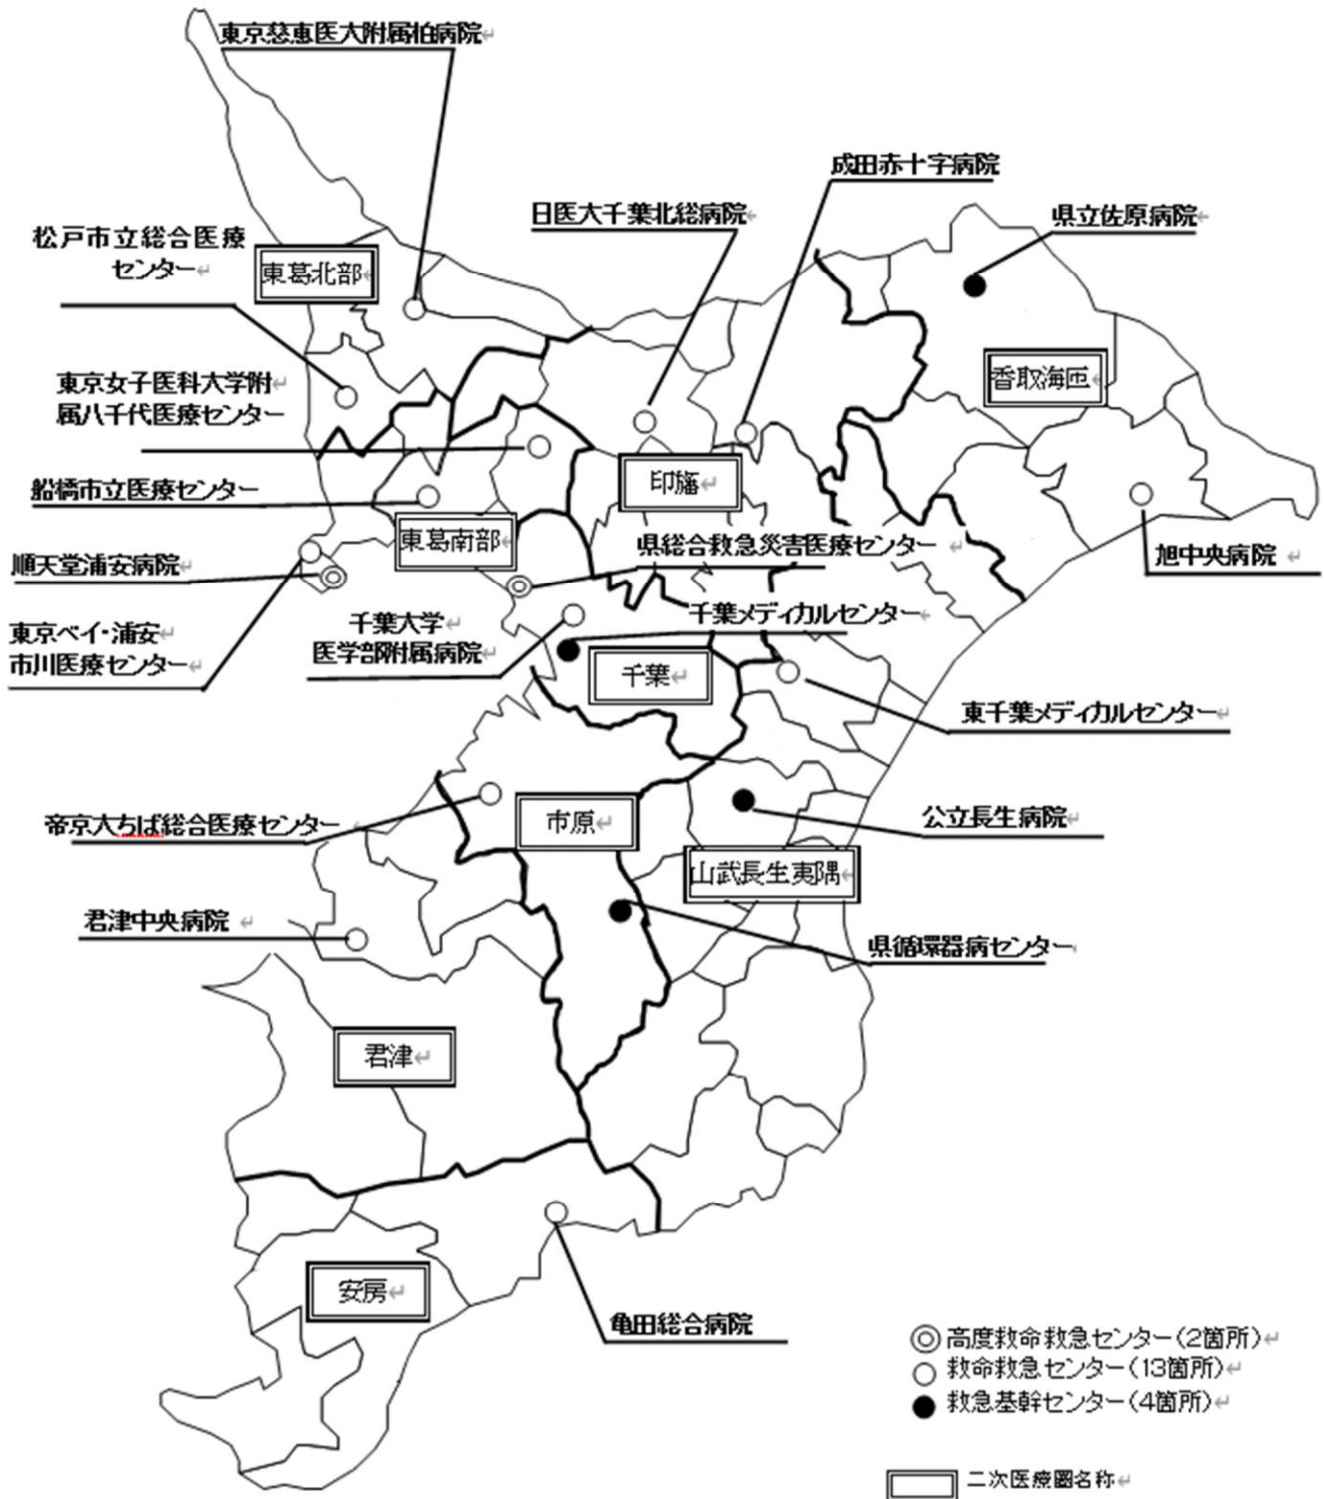 東京慈恵医大附属柏病院
成田赤十字病院
日医大千葉北総病院
県立佐原病院
松戸市立総合医療
センター
東葛北部
香取海匝
東京女子医科大学附
属八千代医療センター
印旛
船橋市立医療センター
東葛南部
県総合救急災害医療センター
旭中央病院
順天堂浦安病院
千葉大学
医学部附属病院
千葉メディカルセンター
東京ベイ・浦安
市川医療センター
千葉
東千葉メディカルセンター
帝京大ちば総合医療センター
市原
公立長生病院
山武長生夷隅
君津中央病院
県循環器病センター
君津
安房
亀田総合病院
◎高度救命救急センター(2箇所)
○救命救急センター(13箇所)
●救急基幹センター(4箇所)
二次医療圏名称